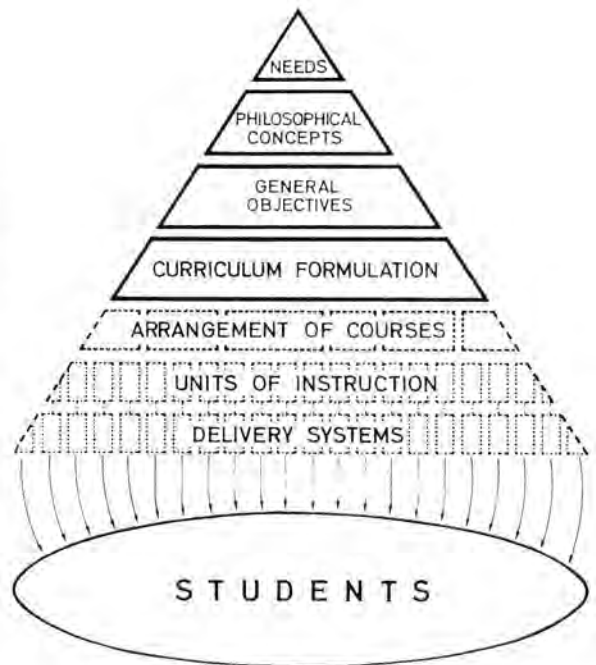 NEEDS
PHILOSOPHICAL
CONCEPTS
GENERAL
OBJECTIVES
CURRICULUM FORMULATION
ARRANGEMENT OF COURSES
UNITS OF INSTRUCTION
DELIVERY SYSTEMS
STUDENTS